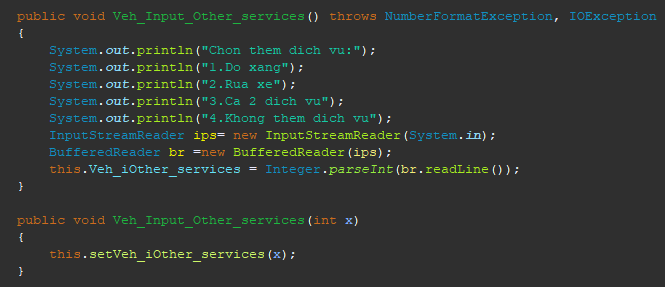 public void Veh_Input_Other_services() throws NumberFormatException, IOException
{
System.out.println("Chon them dich vu:");
System.out.println("1.Do xang");
System.out.println("2.Rua xe");
System.out.println("3.Ca 2 dich vu");
System.out.println("4.Khong them dich vu");
InputStreamReader ips= new InputStreamReader(System.in);
BufferedReader br =new BufferedReader(ips);
this.Veh_iOther_services = Integer.parseInt(br.readLine());
}
public void Veh_Input_Other_services(int x)
{
this.setVeh_iOther_services(x);
}